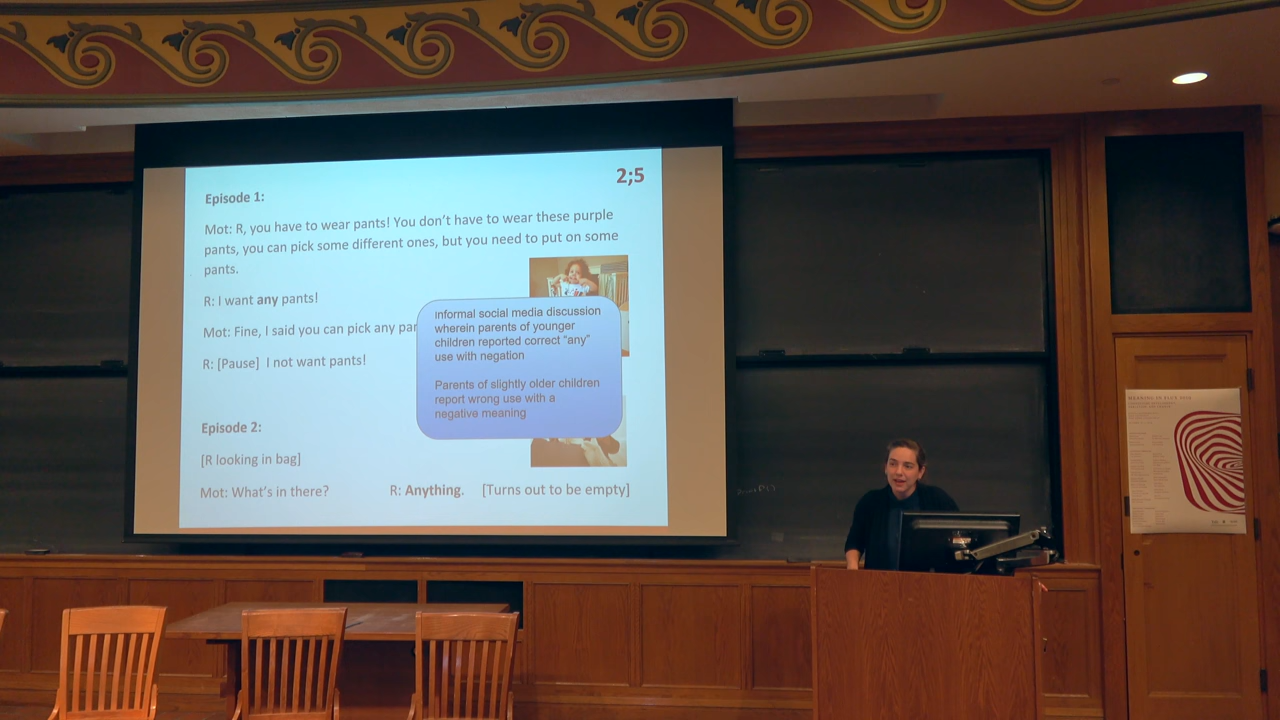 2;5
Episode 1:
Mot: R, you have to wear pants! You don't have to wear these purple
pants, you can pick some different ones, but you need to put on some
pants.
R: I want any pants!
Mot: Fine, I said you can pick any
R: [Pause] I not want pants!
Informal social media discussion
wherein parents of younger
children reported correct "any"
use with negation
Parents of slightly older children
report wrong use with a
negative meaning
Episode 2:
[R looking in bag]
Mot: What's in there? R: Anything. [Turns out to be empty]
MEANING IN FLUX